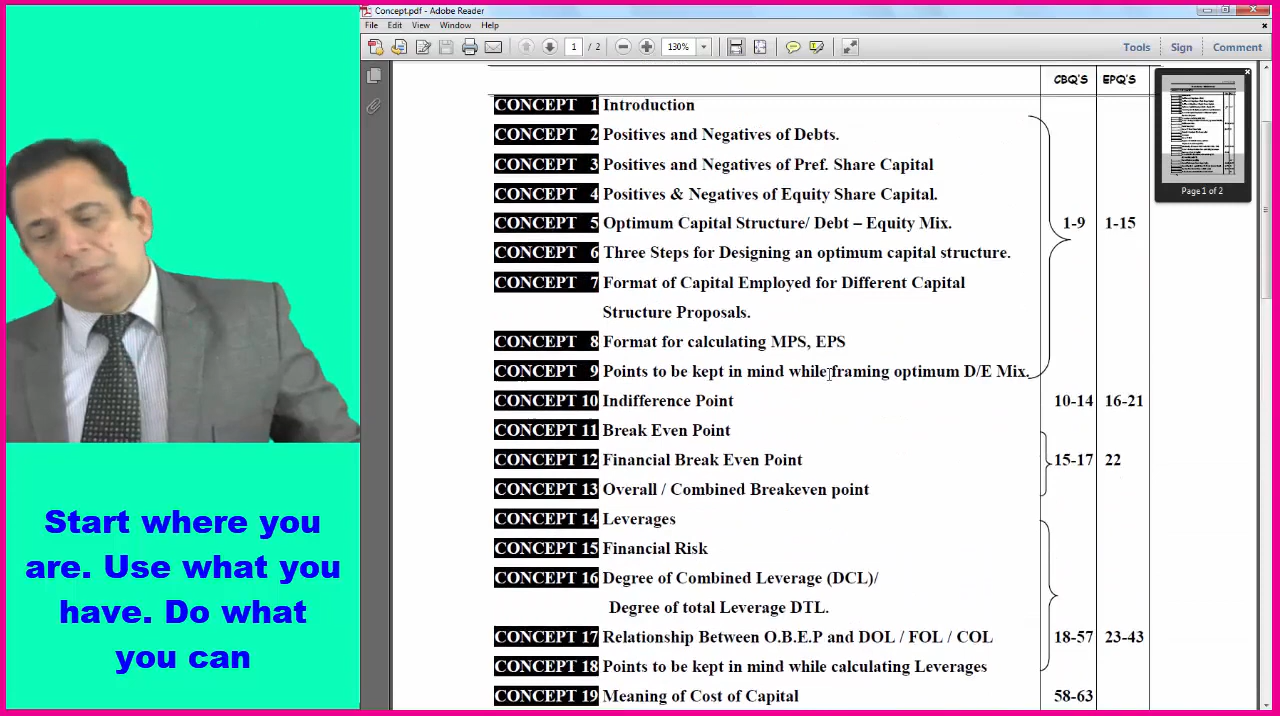 Concept.pdf - Adobe Reader
File Edit View Window Help
1 / 2 130% Tools Sign Comment
CBQ'S EPQ'S
CONCEPT 1 Introduction
CONCEPT 2 Positives and Negatives of Debts.
CONCEPT 3 Positives and Negatives of Pref. Share Capital
CONCEPT 4 Positives & Negatives of Equity Share Capital.
CONCEPT 5 Optimum Capital Structure/ Debt – Equity Mix. 1-9 1-15
CONCEPT 6 Three Steps for Designing an optimum capital structure.
CONCEPT 7 Format of Capital Employed for Different Capital
Structure Proposals.
CONCEPT 8 Format for calculating MPS, EPS
CONCEPT 9 Points to be kept in mind while framing optimum D/E Mix.
CONCEPT 10 Indifference Point 10-14 16-21
CONCEPT 11 Break Even Point
CONCEPT 12 Financial Break Even Point 15-17 22
CONCEPT 13 Overall / Combined Breakeven point
CONCEPT 14 Leverages
CONCEPT 15 Financial Risk
CONCEPT 16 Degree of Combined Leverage (DCL)/
Degree of total Leverage DTL.
CONCEPT 17 Relationship Between O.B.E.P and DOL / FOL / COL 18-57 23-43
CONCEPT 18 Points to be kept in mind while calculating Leverages
CONCEPT 19 Meaning of Cost of Capital 58-63
Page 1 of 2
Start where you
are. Use what you
have. Do what
you can